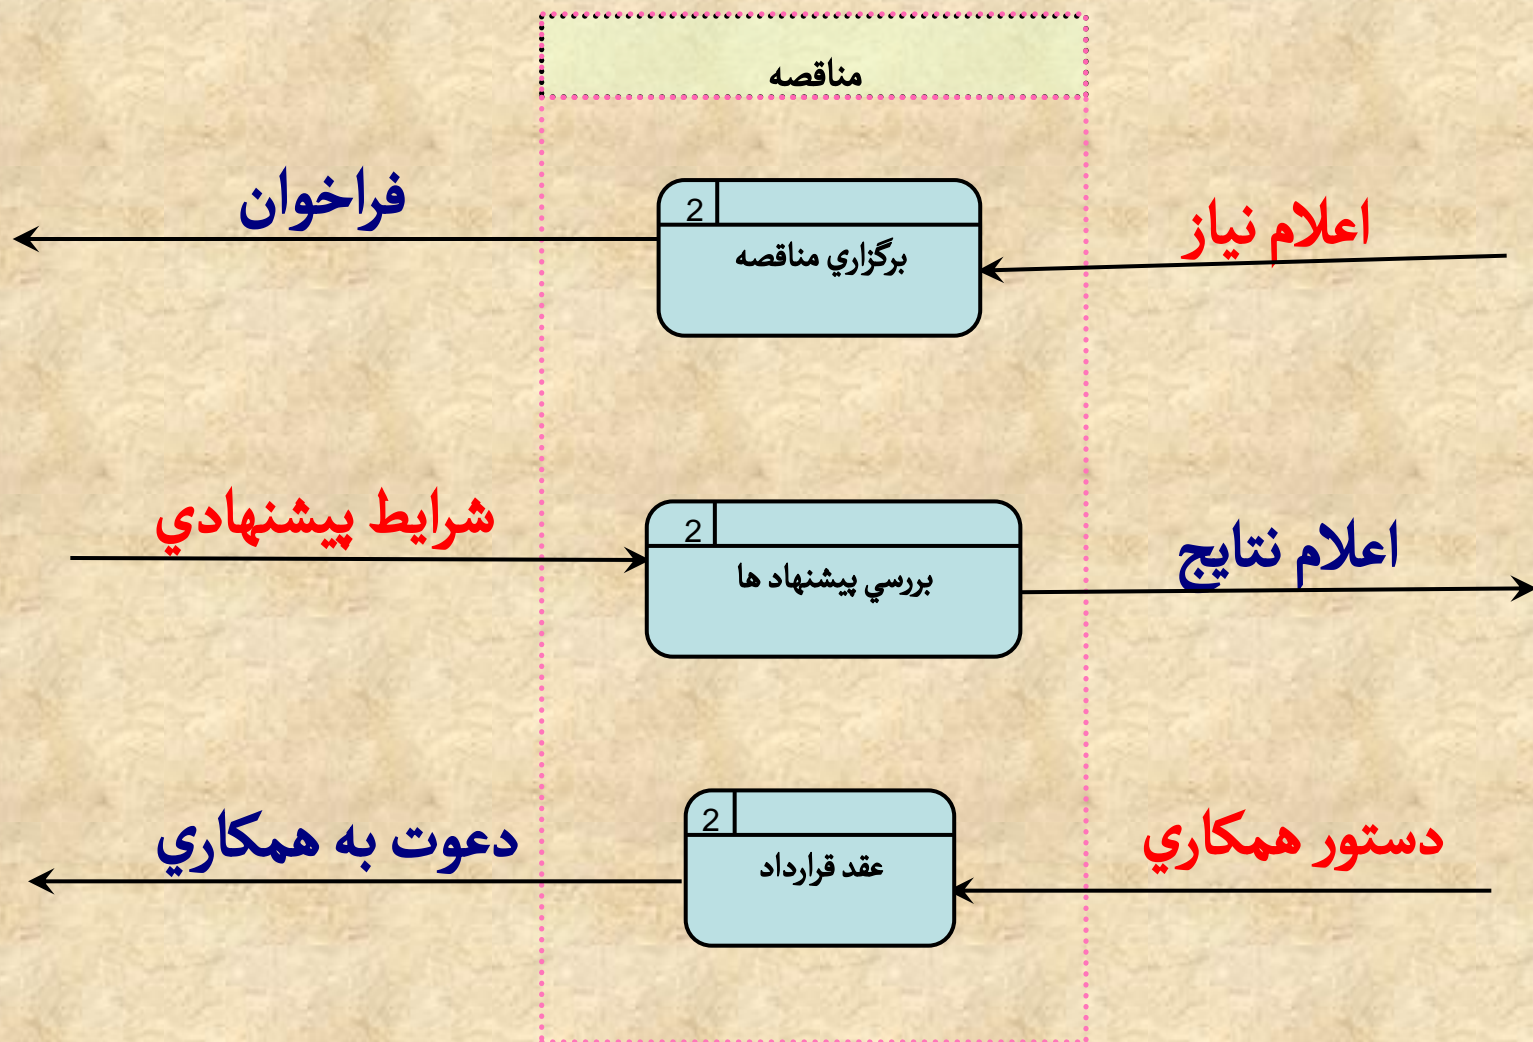 مناقصه
اعلام نياز
2
برگزاري مناقصه
فراخوان
شرايط پيشنهادي
2
بررسي پيشنهاد ها
اعلام نتايج
دستور همكاري
2
عقد قرارداد
دعوت به همكاري